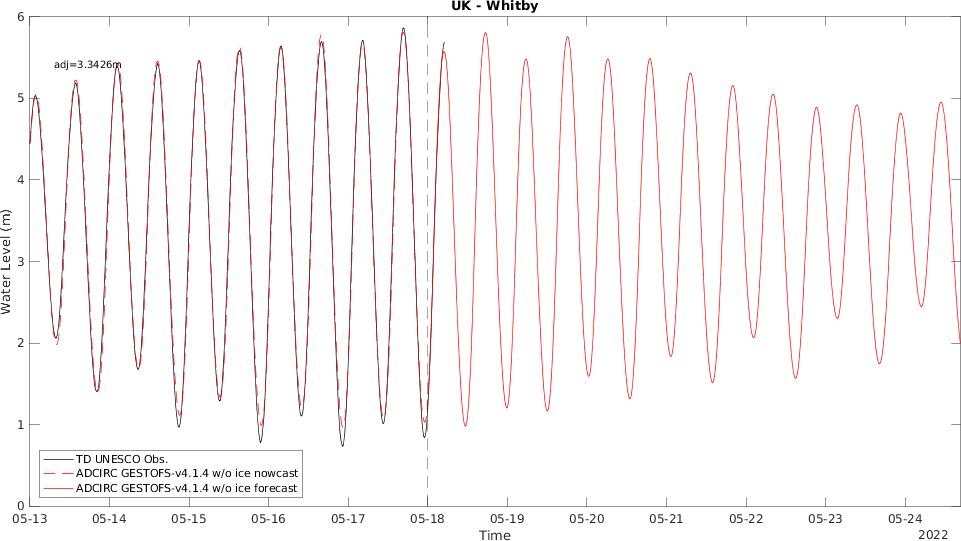 UK - Whitby
6
adj=3.3426m
5
4
3
2
1
0
Water Level (m)
TD UNESCO Obs.
ADCIRC GESTOFS-v4.1.4 w/o ice nowcast
ADCIRC GESTOFS-v4.1.4 w/o ice forecast
05-13 05-14 05-15 05-16 05-17 05-18 05-19 05-20 05-21 05-22 05-23 05-24
Time
2022